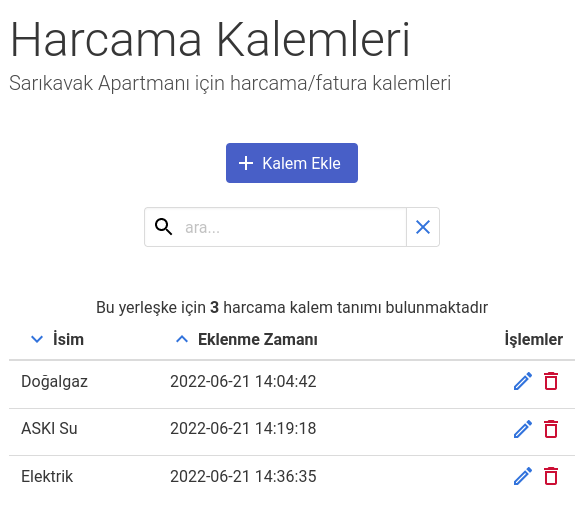 Harcama Kalemleri
Sarıkavak Apartmanı için harcama/fatura kalemleri
Kalem Ekle
ara...
Bu yerleşke için 3 harcama kalem tanımı bulunmaktadır
İsim Eklenme Zamanı İşlemler
Doğalgaz 2022-06-21 14:04:42
ASKI Su 2022-06-21 14:19:18
Elektrik 2022-06-21 14:36:35